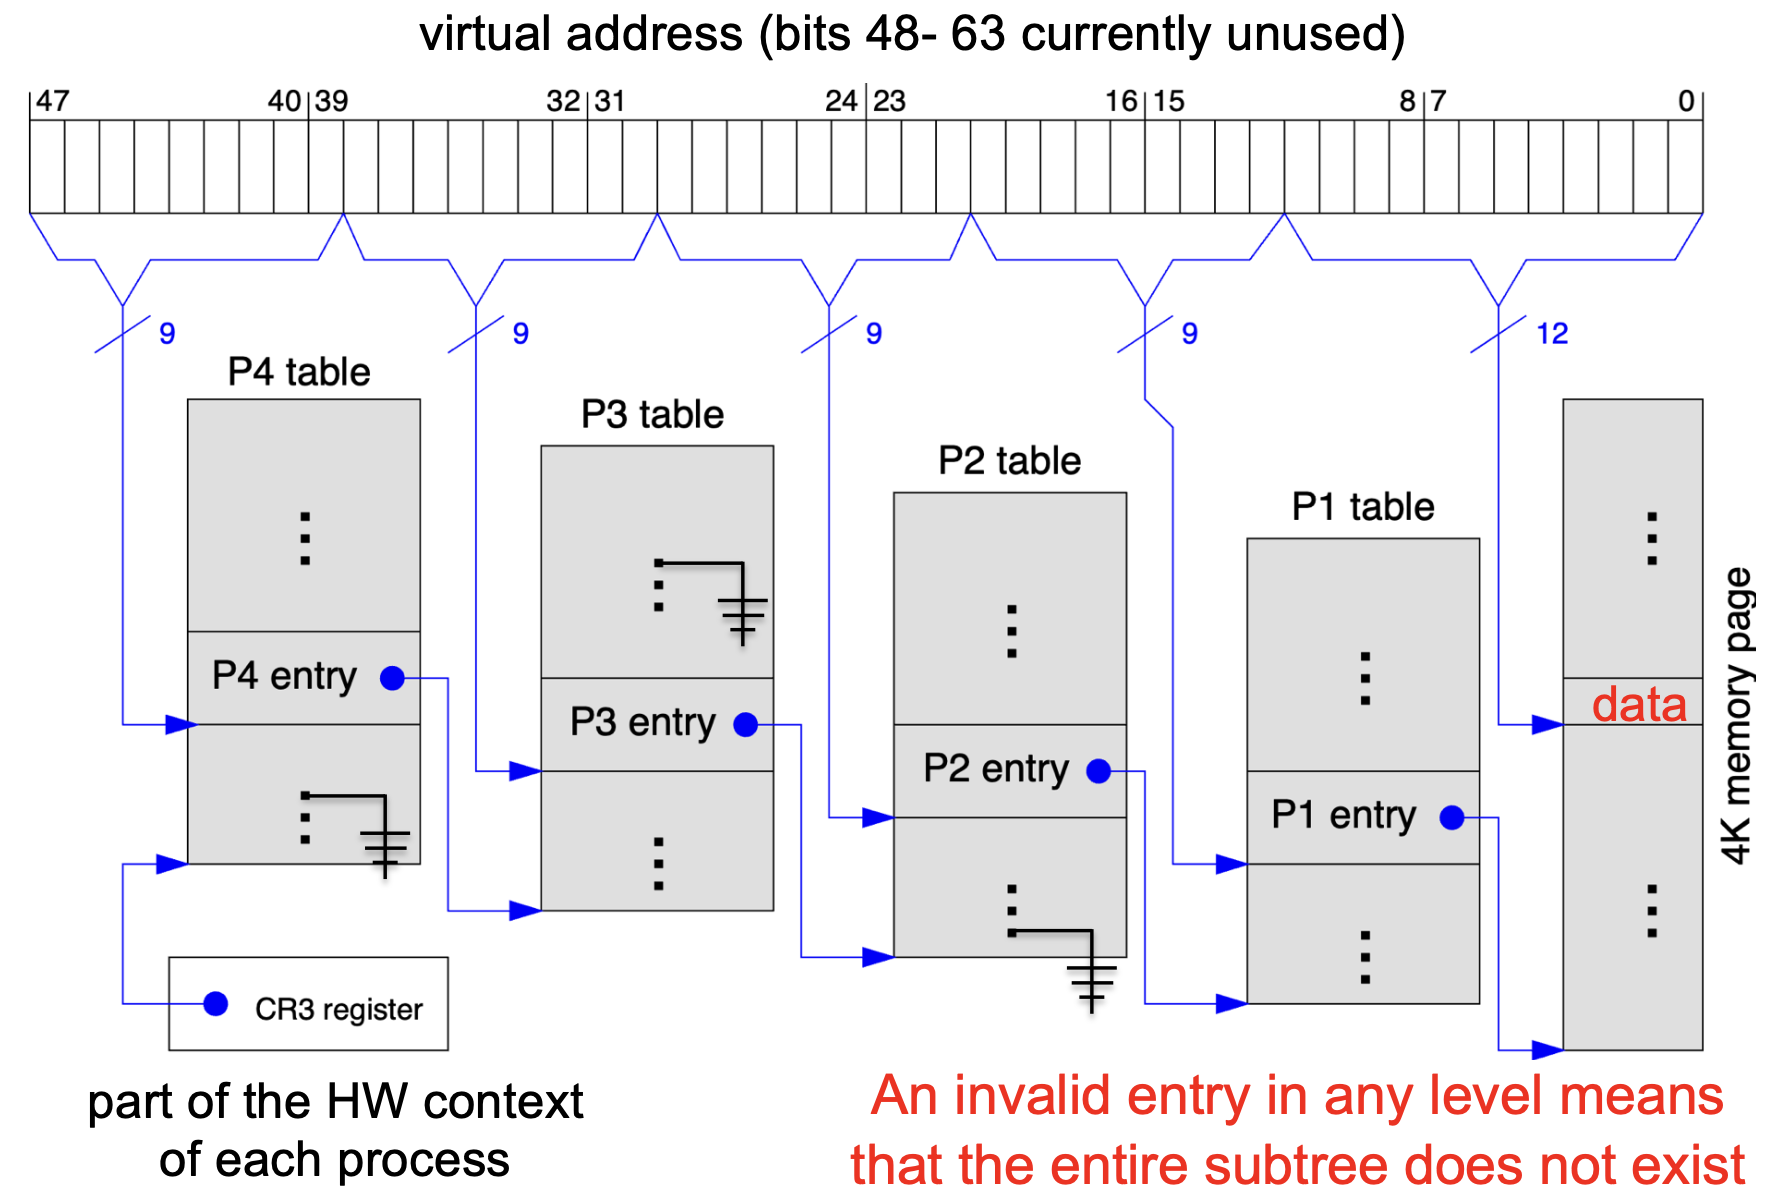 virtual address (bits 48- 63 currently unused)
47 40 39 32 31 24 23 16 15 8 7 0
9 9 9 9 12
P4 table
P3 table
P2 table
P1 table
P4 entry
P3 entry
P2 entry
P1 entry
data
4K memory page
CR3 register
part of the HW context
of each process
An invalid entry in any level means
that the entire subtree does not exist